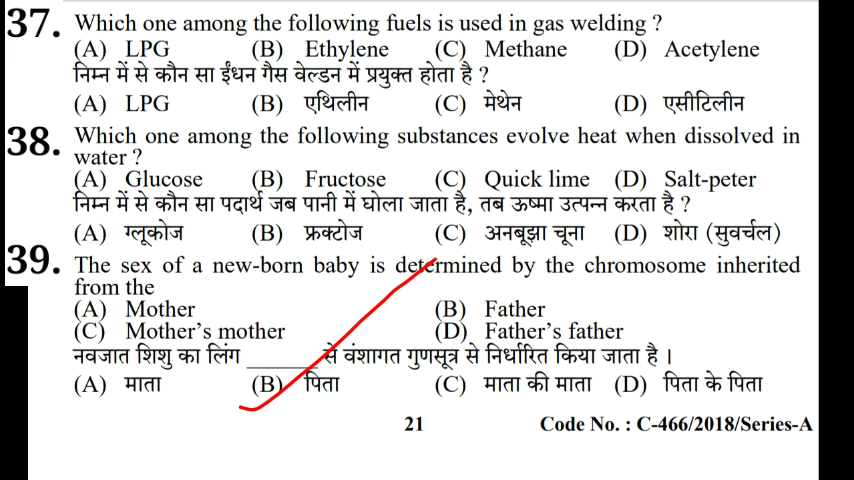 37. Which one among the following fuels is used in gas welding ?
(A) LPG (B) Ethylene (C) Methane (D) Acetylene
निम्न में से कौन सा ईंधन गैस वेल्डन में प्रयुक्त होता है ?
(A) LPG (B) एथिलीन (C) मेथेन (D) एसीटिलीन
38. Which one among the following substances evolve heat when dissolved in
water ?
(A) Glucose (B) Fructose (C) Quick lime (D) Salt-peter
निम्न में से कौन सा पदार्थ जब पानी में घोला जाता है, तब ऊष्मा उत्पन्न करता है ?
(A) ग्लूकोज (B) फ्रक्टोज (C) अनबूझा चूना (D) शोरा (सुवर्चल)
39. The sex of a new-born baby is determined by the chromosome inherited
from the
(A) Mother (B) Father
(C) Mother's mother (D) Father's father
नवजात शिशु का लिंग ______ से वंशागत गुणसूत्र से निर्धारित किया जाता है ।
(A) माता (B) पिता (C) माता की माता (D) पिता के पिता
21 Code No. : C-466/2018/Series-A